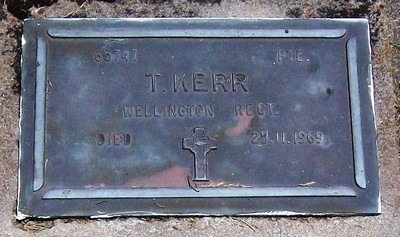 65747 PTE.
T. KERR
WELLINGTON REGT.
DIED 29.11.1969